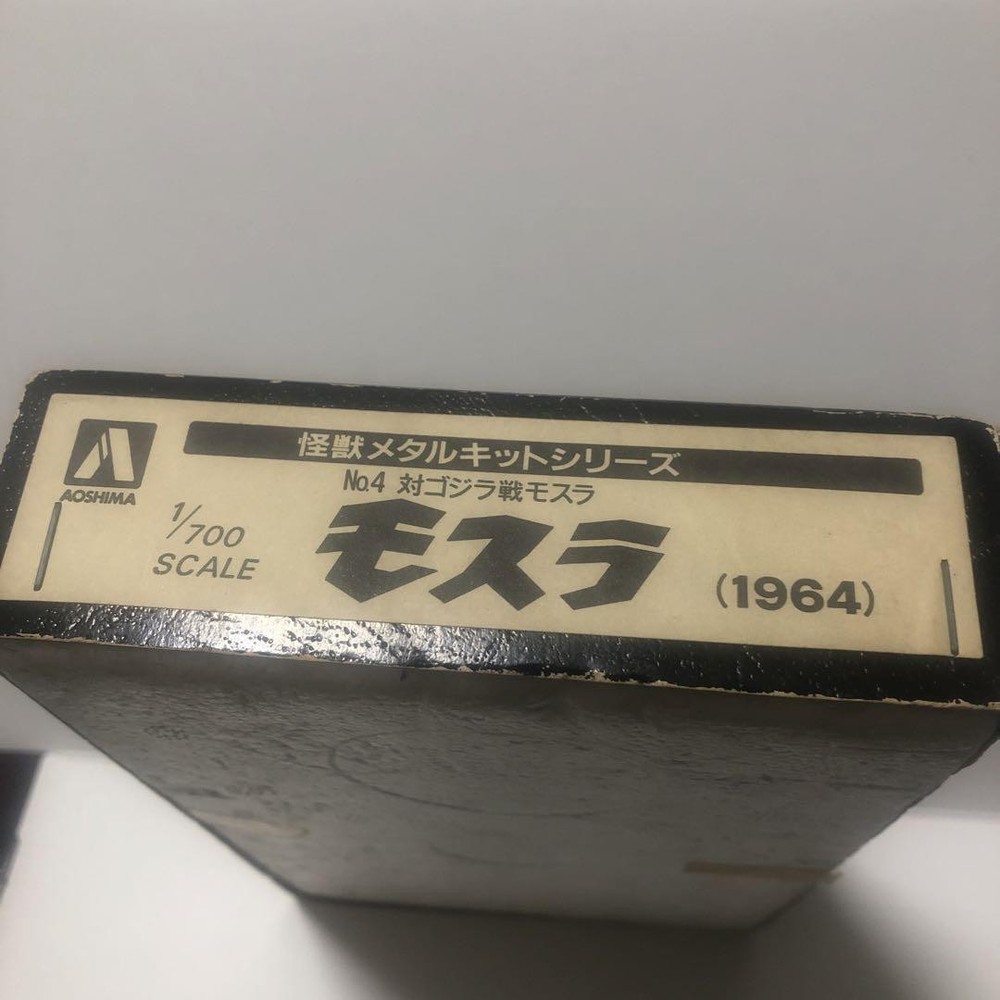 怪獣メタルキットシリーズ
AOSHIMA
No.4 対ゴジラ戦モスラ
1/700
SCALE
モスラ
(1964)